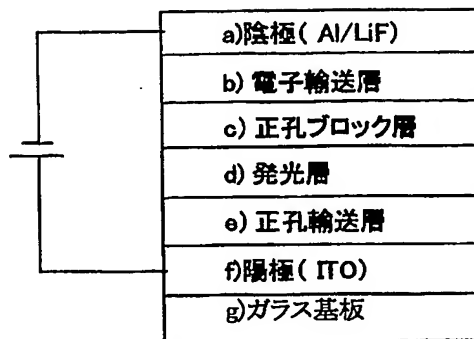 a)陰極( Al/LiF)
b) 電子輸送層
c) 正孔ブロック層
d) 発光層
e) 正孔輸送層
f)陽極( ITO)
g)ガラス基板